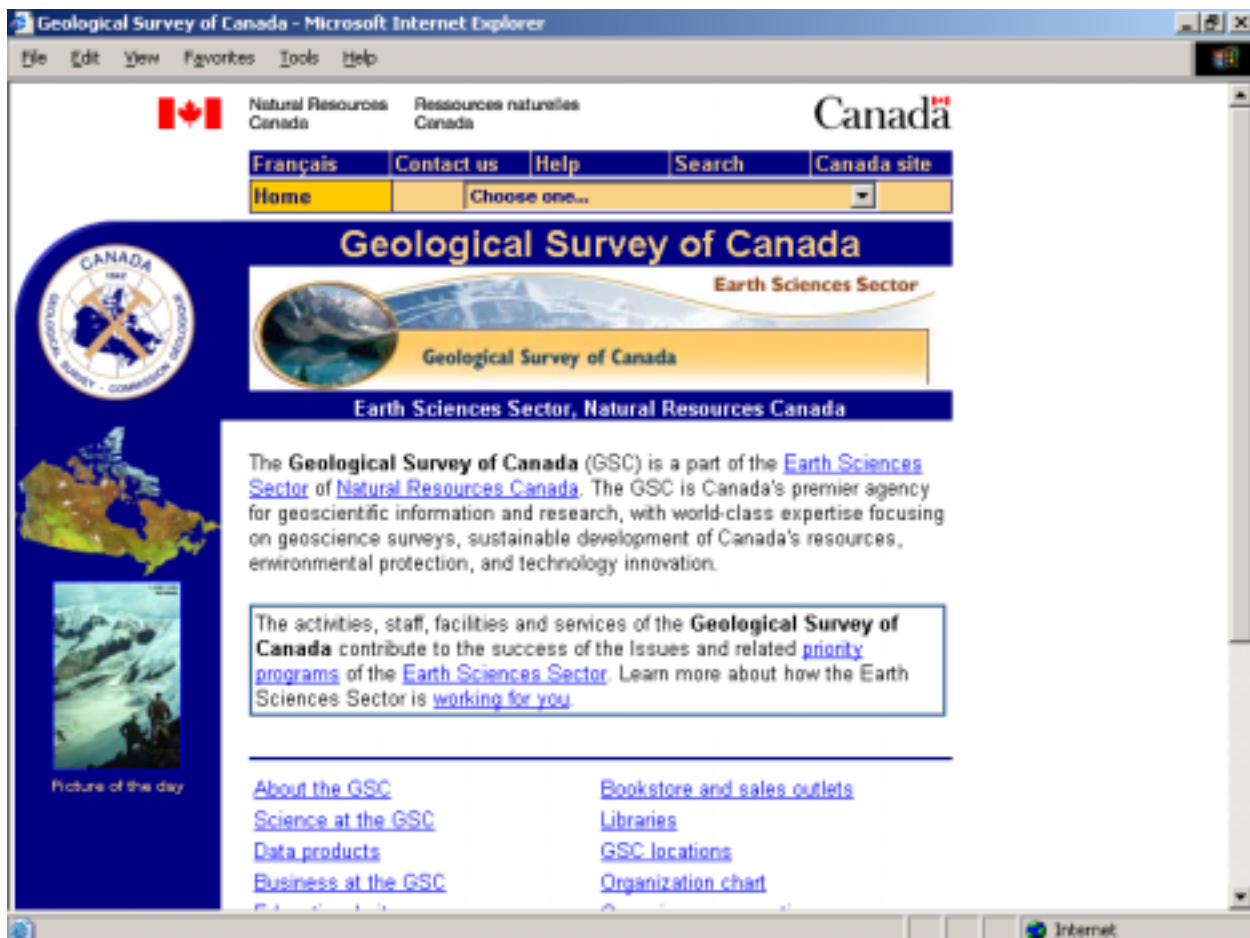 Geological Survey of Canada - Microsoft Internet Explorer
File Edit View Favorites Tools Help
Natural Resources Canada Ressources naturelles Canada
Canada
Français Contact us Help Search Canada site
Home Choose one...
Geological Survey of Canada
CANADA
GEOLOGICAL SURVEY - COMMISSION GEOLOGIQUE
Earth Sciences Sector
Geological Survey of Canada
Earth Sciences Sector, Natural Resources Canada
The Geological Survey of Canada (GSC) is a part of the Earth Sciences
Sector of Natural Resources Canada. The GSC is Canada's premier agency
for geoscientific information and research, with world-class expertise focusing
on geoscience surveys, sustainable development of Canada's resources,
environmental protection, and technology innovation.
The activities, staff, facilities and services of the Geological Survey of
Canada contribute to the success of the Issues and related priority
programs of the Earth Sciences Sector. Learn more about how the Earth
Sciences Sector is working for you.
Picture of the day
About the GSC Bookstore and sales outlets
Science at the GSC Libraries
Data products GSC locations
Business at the GSC Organization chart
Internet